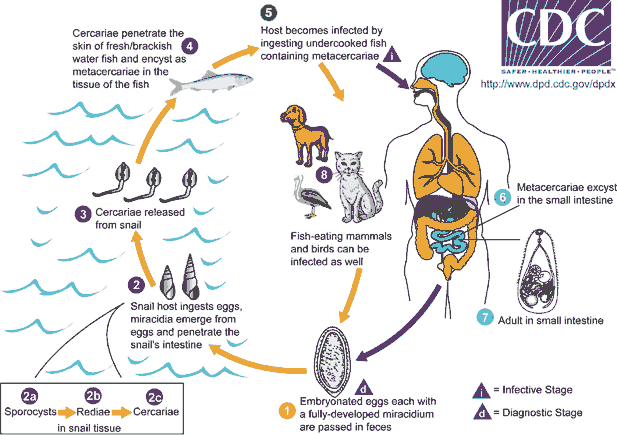 5
Host becomes infected by
ingesting undercooked fish
containing metacercariae
i
CDC
SAFER • HEALTHIER • PEOPLE™
http://www.dpd.cdc.gov/dpdx
Cercariae penetrate the
skin of fresh/brackish
water fish and encyst as
metacercariae in the
tissue of the fish
4
8
Fish-eating mammals
and birds can be
infected as well
6
Metacercariae excyst
in the small intestine
3
Cercariae released
from snail
7
Adult in small intestine
2
Snail host ingests eggs,
miracidia emerge from
eggs and penetrate the
snail's intestine
d
1
Embryonated eggs each with
a fully-developed miracidium
are passed in feces
i = Infective Stage
d = Diagnostic Stage
2a 2b 2c
Sporocysts Rediae Cercariae
in snail tissue